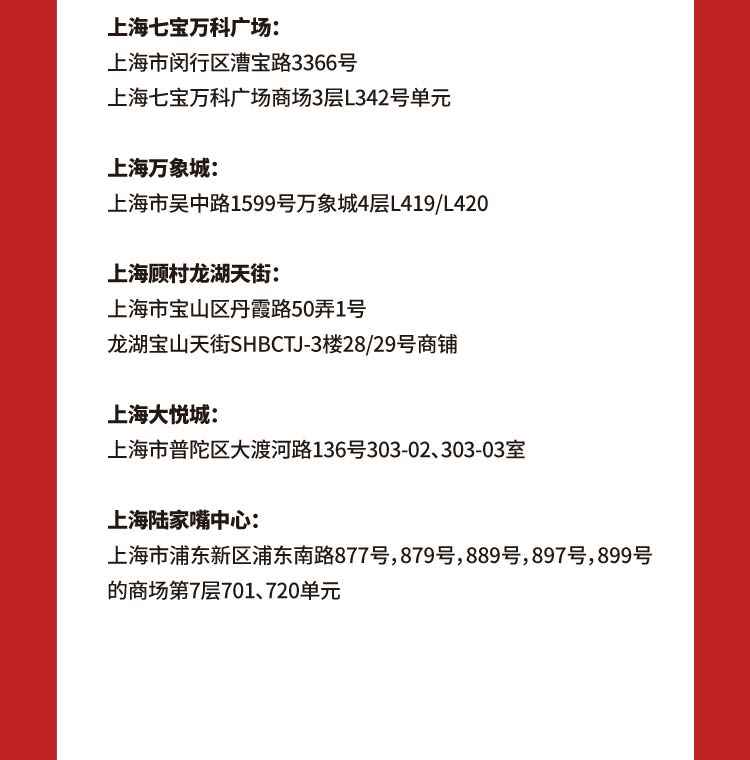 上海七宝万科广场：
上海市闵行区漕宝路3366号
上海七宝万科广场商场3层L342号单元
上海万象城：
上海市吴中路1599号万象城4层L419/L420
上海顾村龙湖天街：
上海市宝山区丹霞路50弄1号
龙湖宝山天街SHBCTJ-3楼28/29号商铺
上海大悦城：
上海市普陀区大渡河路136号303-02、303-03室
上海陆家嘴中心：
上海市浦东新区浦东南路877号，879号，889号，897号，899号
的商场第7层701、720单元